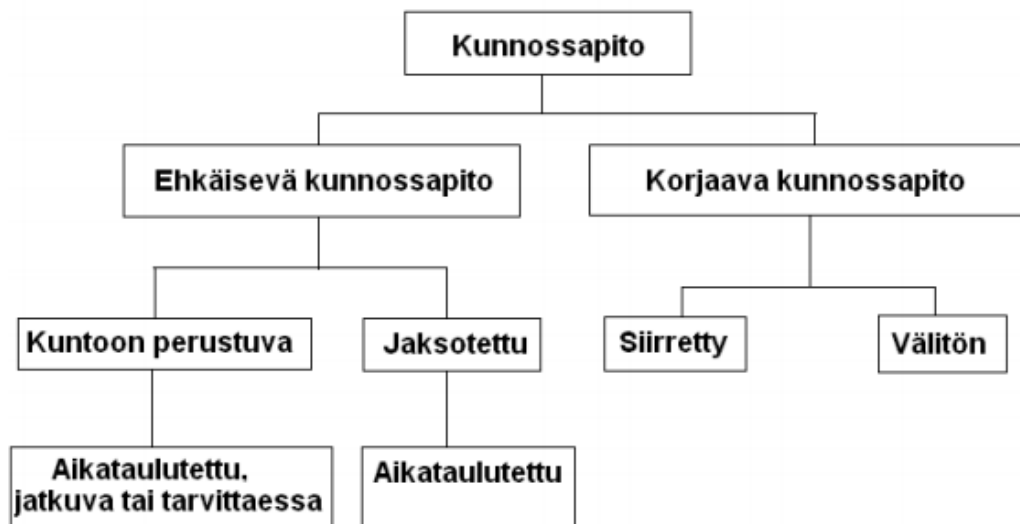 Kunnossapito
Ehkäisevä kunnossapito
Korjaava kunnossapito
Kuntoon perustuva
Jaksotettu
Siirretty
Välitön
Aikataulutettu,
jatkuva tai tarvittaessa
Aikataulutettu